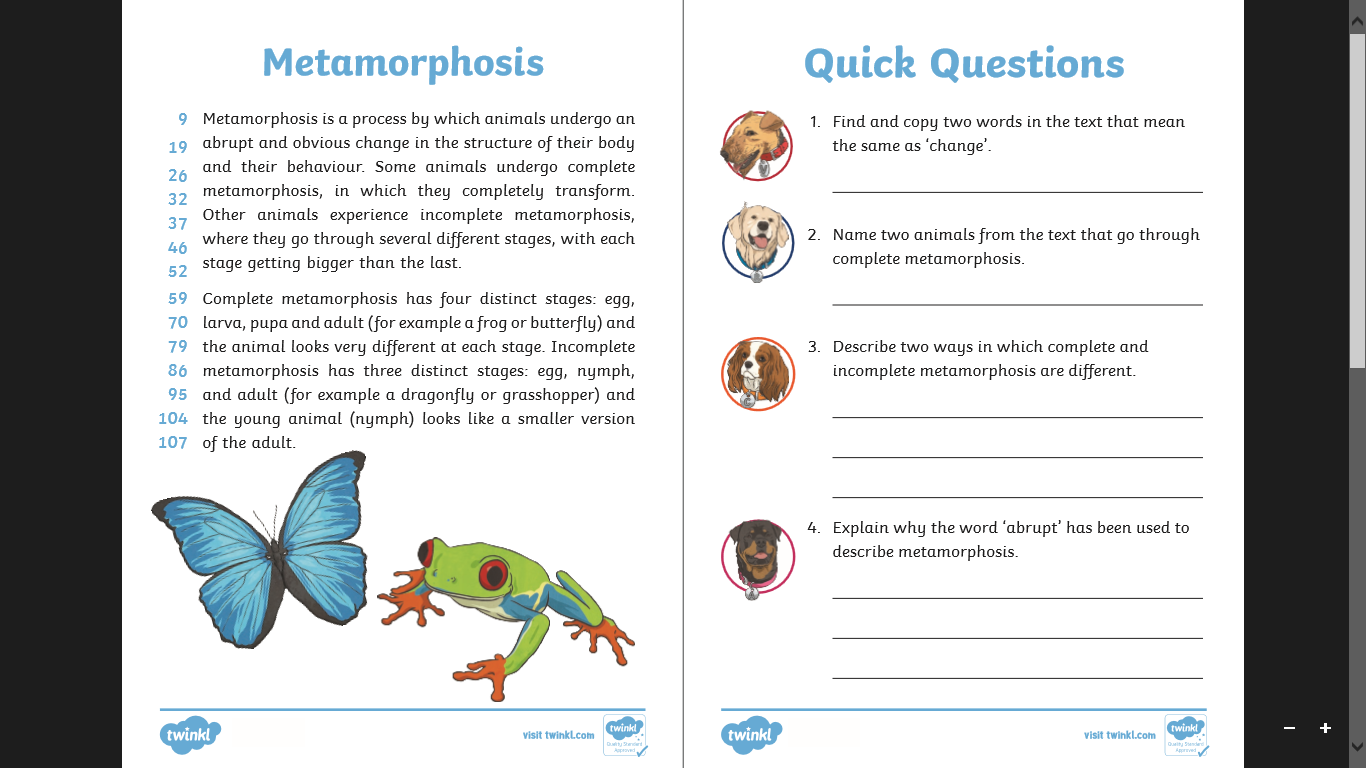 Metamorphosis
9 Metamorphosis is a process by which animals undergo an
19 abrupt and obvious change in the structure of their body
26 and their behaviour. Some animals undergo complete
32 metamorphosis, in which they completely transform.
37 Other animals experience incomplete metamorphosis,
46 where they go through several different stages, with each
52 stage getting bigger than the last.
59 Complete metamorphosis has four distinct stages: egg,
70 larva, pupa and adult (for example a frog or butterfly) and
79 the animal looks very different at each stage. Incomplete
86 metamorphosis has three distinct stages: egg, nymph,
95 and adult (for example a dragonfly or grasshopper) and
104 the young animal (nymph) looks like a smaller version
107 of the adult.
twinkl
visit twinkl.com
twinkl
Quality Standard
Approved
Quick Questions
1. Find and copy two words in the text that mean
the same as ‘change’.
2. Name two animals from the text that go through
complete metamorphosis.
3. Describe two ways in which complete and
incomplete metamorphosis are different.
4. Explain why the word ‘abrupt’ has been used to
describe metamorphosis.
twinkl
visit twinkl.com
twinkl
Quality Standard
Approved